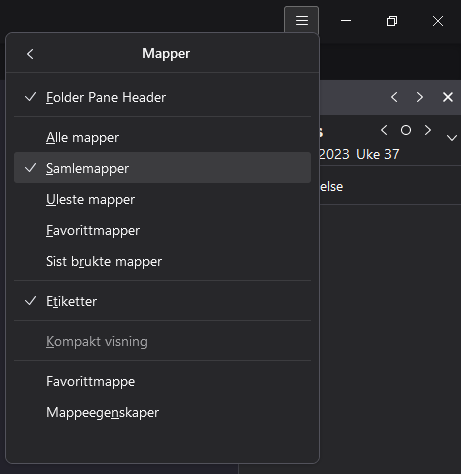 Mapper
Folder Pane Header
Alle mapper
Samlemapper
Uleste mapper
Favorittmapper
Sist brukte mapper
Etiketter
Kompakt visning
Favorittmappe
Mappeegenskaper
2023 Uke 37